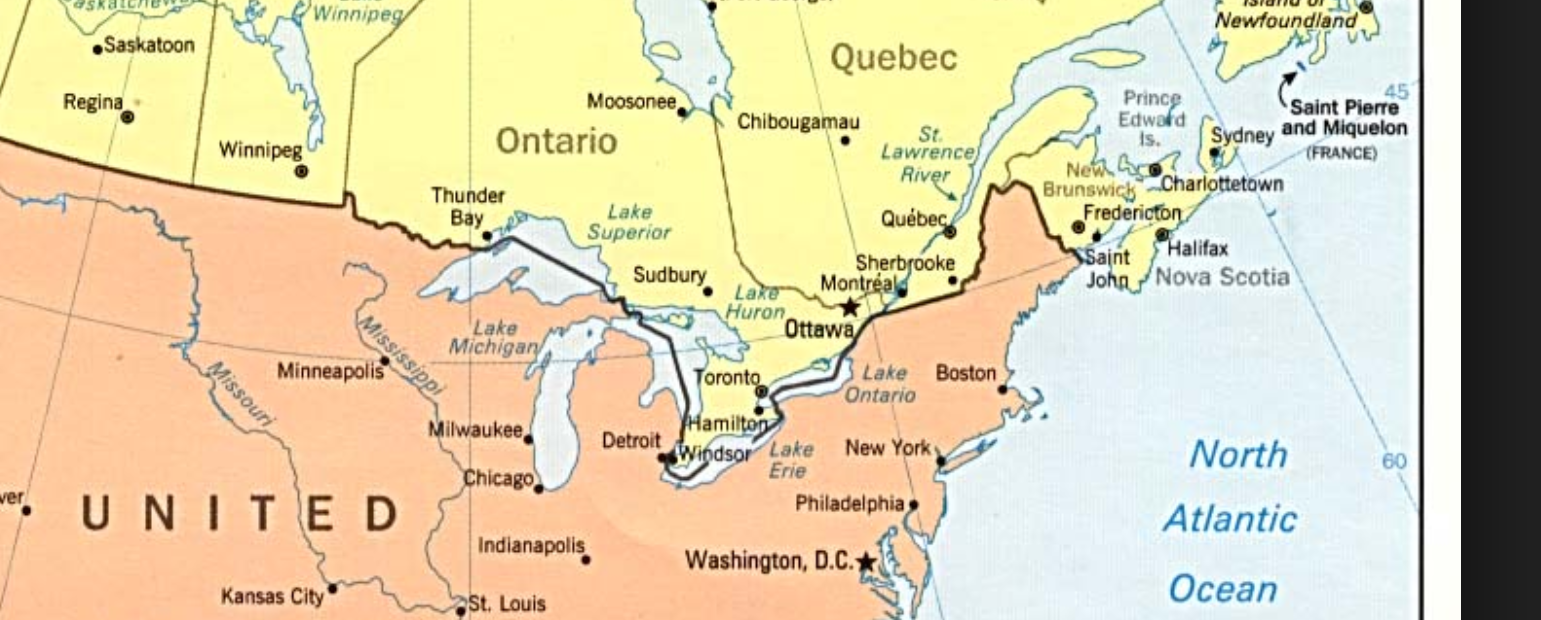 Winnipeg
Island of
Newfoundland
Saskatoon
Quebec
45
Regina
Moosonee
Prince
Edward
Is.
Saint Pierre
and Miquelon
(FRANCE)
Chibougamau
Ontario
St.
Lawrence
River
Sydney
Winnipeg
New
Brunswick
Charlottetown
Thunder
Bay
Lake
Superior
Québec
Fredericton
Halifax
Saint
John
Nova Scotia
Sherbrooke
Montréal
Sudbury
Lake
Huron
Ottawa
Lake
Michigan
Mississippi
Minneapolis
Missouri
Toronto
Lake
Ontario
Boston
Hamilton
Milwaukee
Detroit
Windsor
Lake
Erie
New York
North
Atlantic
Ocean
60
Chicago
UNITED
Philadelphia
Indianapolis
Washington, D.C.
Kansas City
St. Louis